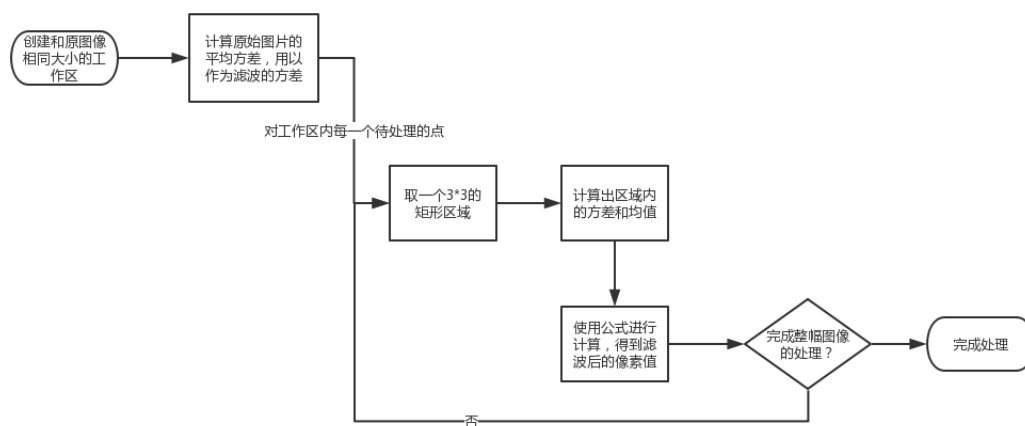 创建和原图像
相同大小的工
作区
计算原始图片的
平均方差，用以
作为滤波的方差
对工作区内每一个待处理的点
取一个3*3的
矩形区域
计算出区域内
的方差和均值
使用公式进行
计算，得到滤
波后的像素值
完成整幅图像
的处理？
完成处理
否